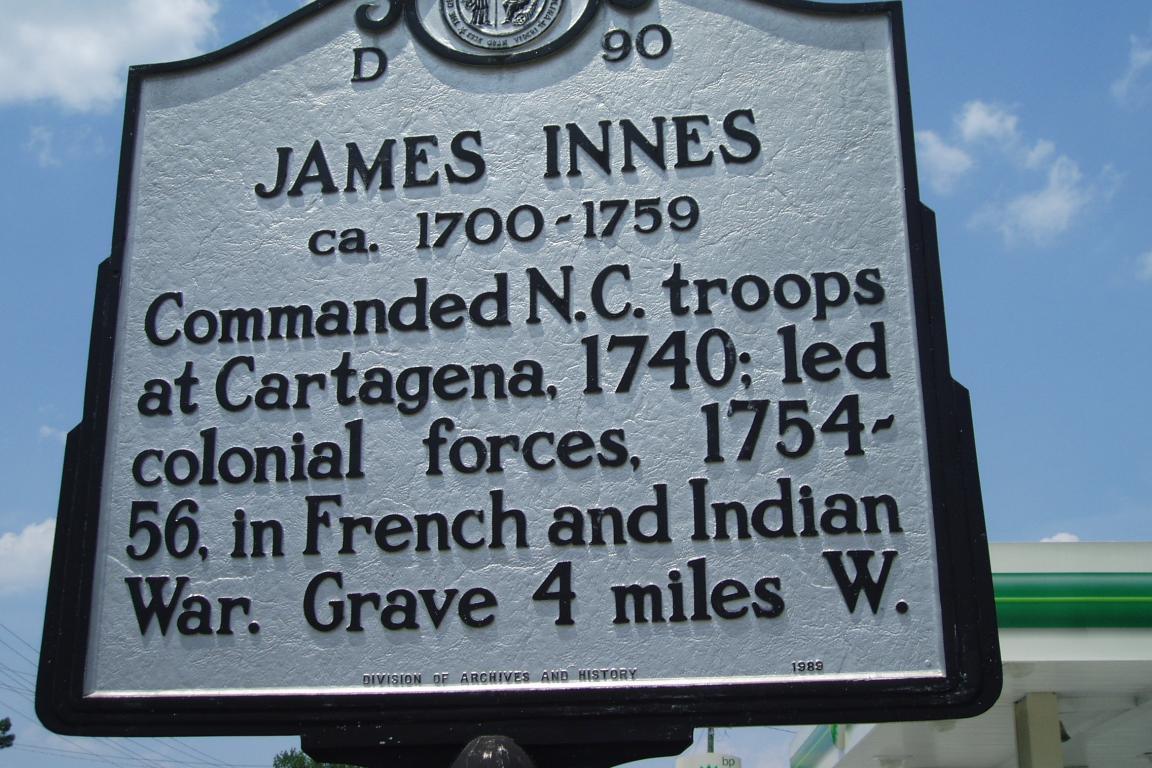 D 90
JAMES INNES
ca. 1700-1759
Commanded N.C. troops
at Cartagena, 1740; led
colonial forces, 1754-
56, in French and Indian
War. Grave 4 miles W.
DIVISION OF ARCHIVES AND HISTORY 1989
bp